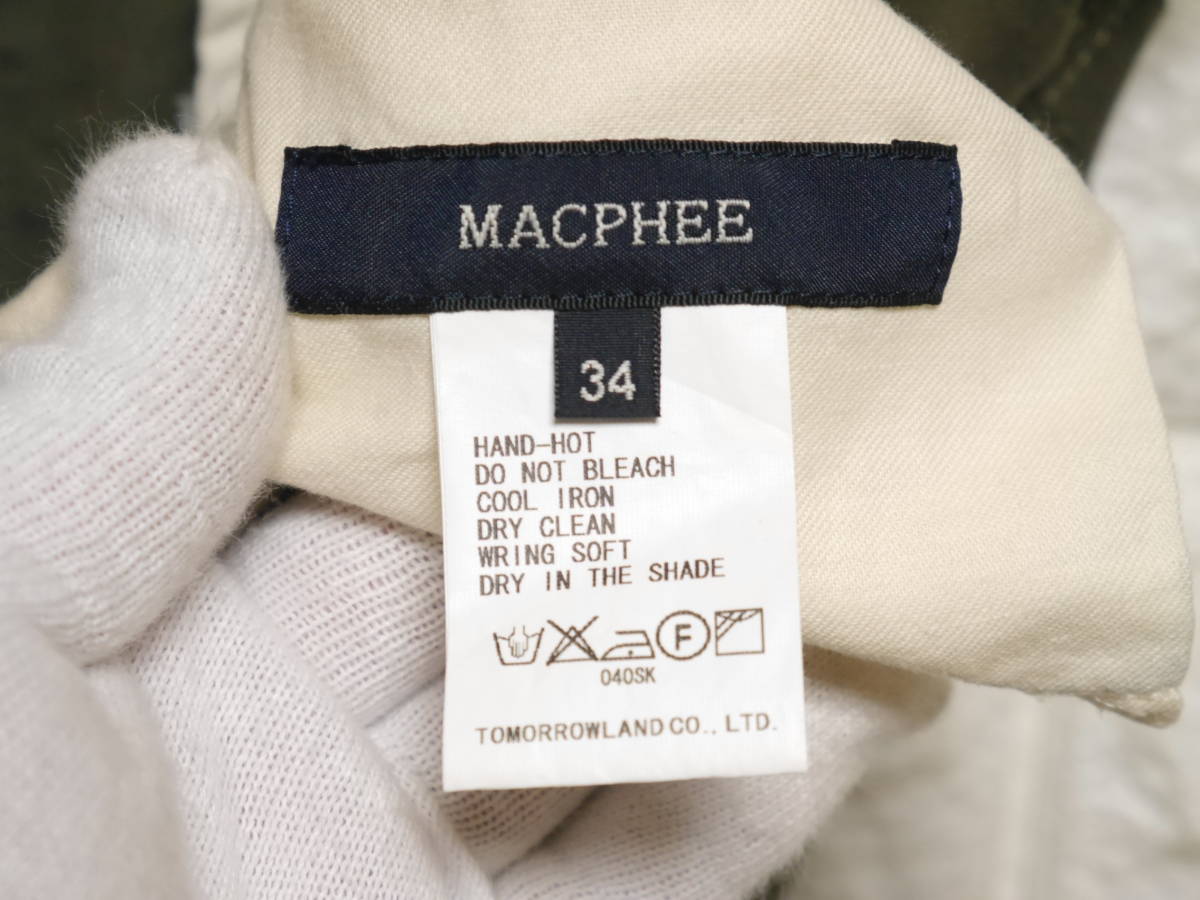 MACPHEE
34
HAND-HOT
DO NOT BLEACH
COOL IRON
DRY CLEAN
WRING SOFT
DRY IN THE SHADE
F
040SK
TOMORROWLAND CO., LTD.